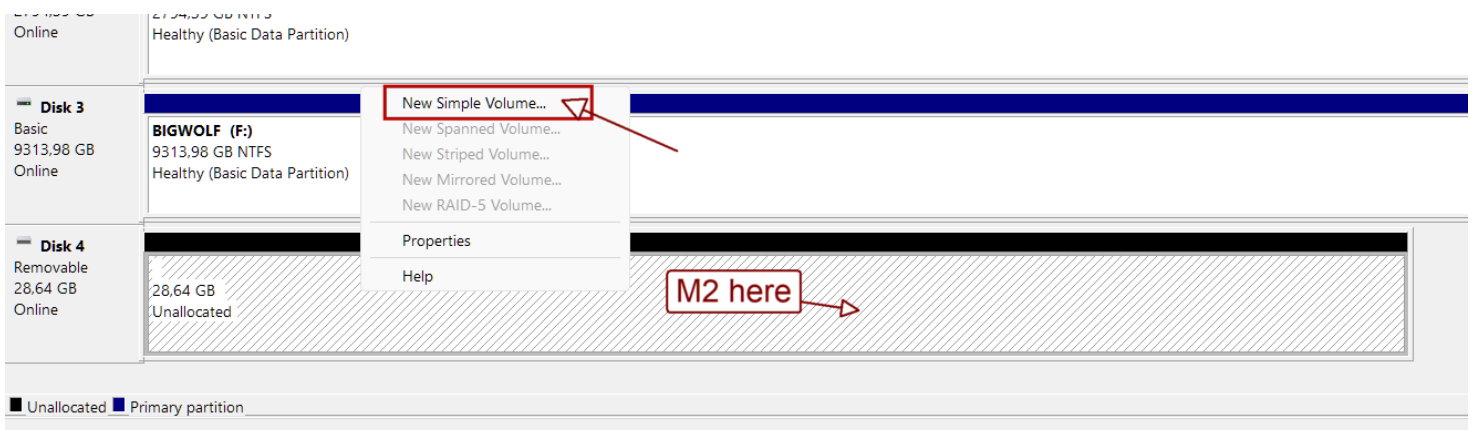 Online
Healthy (Basic Data Partition)
Disk 3
Basic
9313,98 GB
Online
BIGWOLF (F:)
9313,98 GB NTFS
Healthy (Basic Data Partition)
New Simple Volume...
New Spanned Volume...
New Striped Volume...
New Mirrored Volume...
New RAID-5 Volume...
Properties
Help
Disk 4
Removable
28,64 GB
Online
28,64 GB
Unallocated
M2 here
Unallocated Primary partition